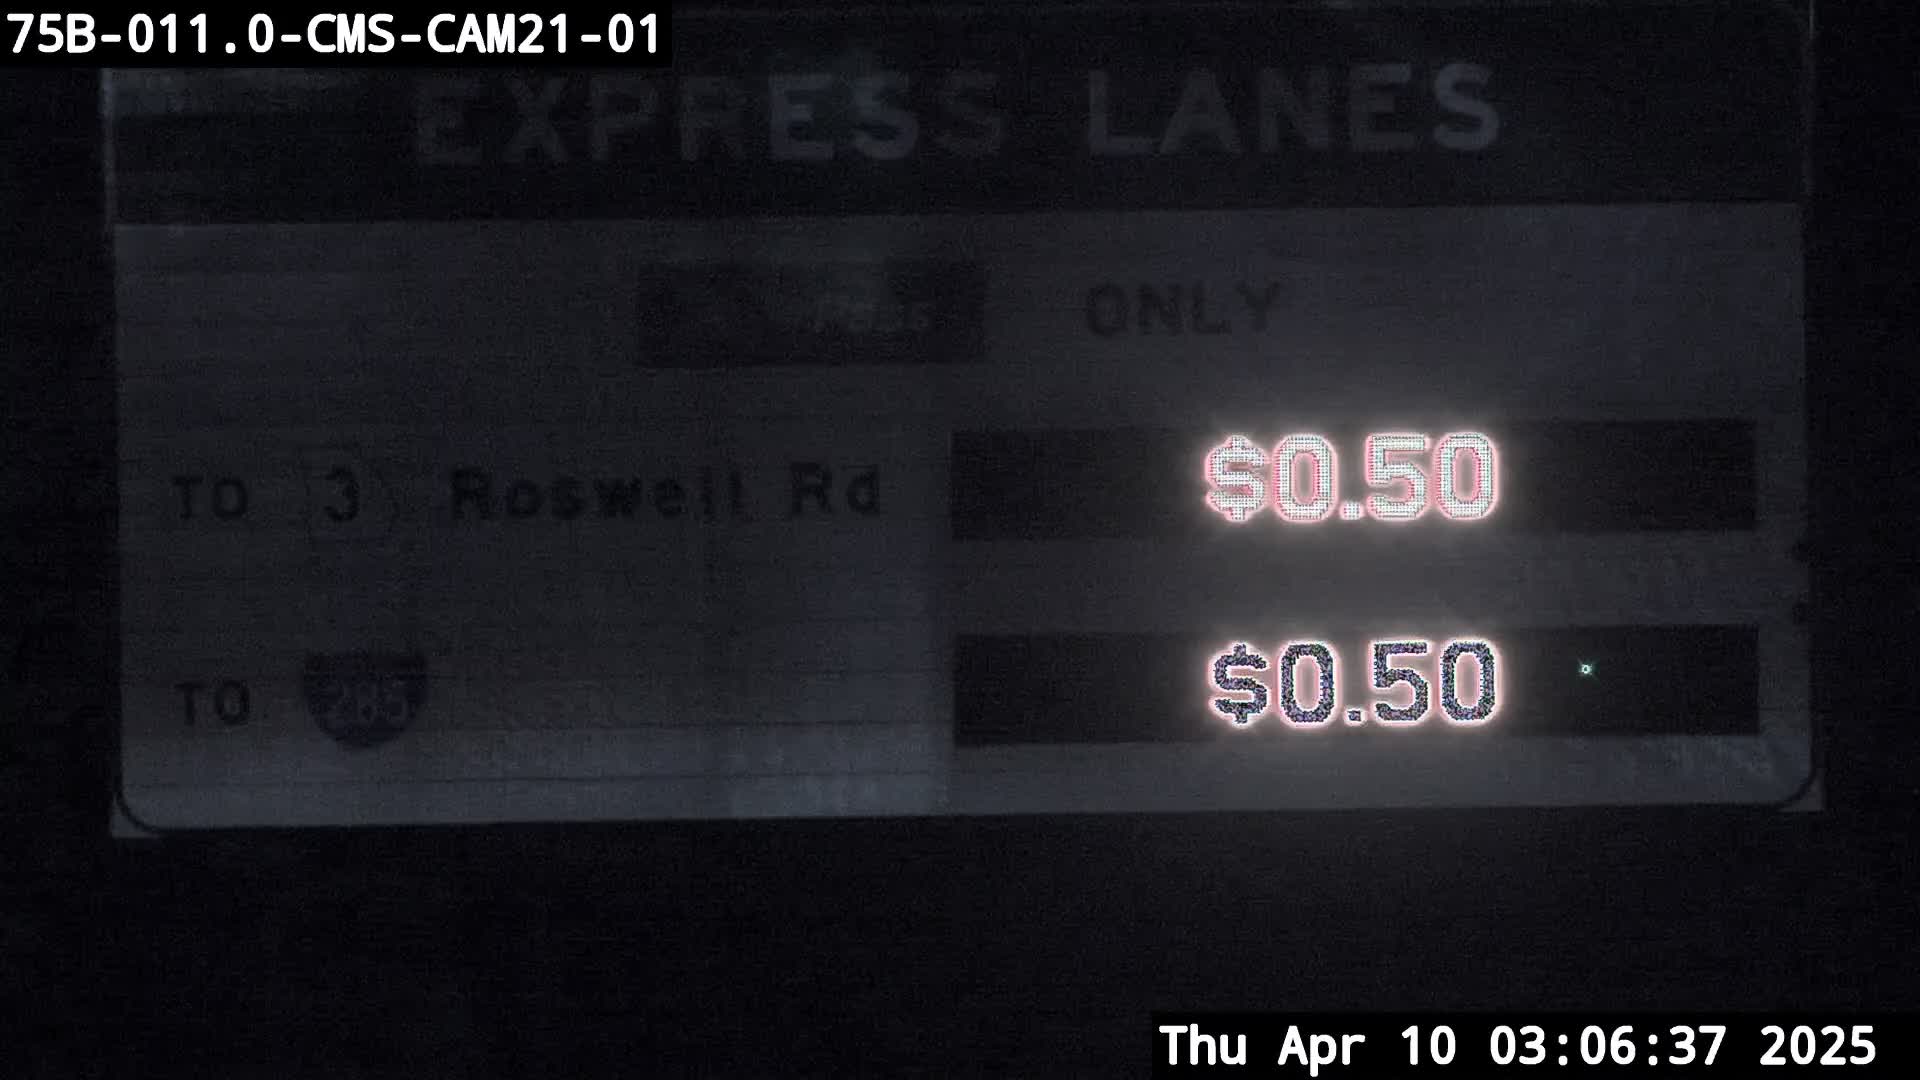 75B-011.0-CMS-CAM21-01
EXPRESS LANES
ONLY
TO 3 Roswell Rd $0.50
TO 285 $0.50
Thu Apr 10 03:06:37 2025